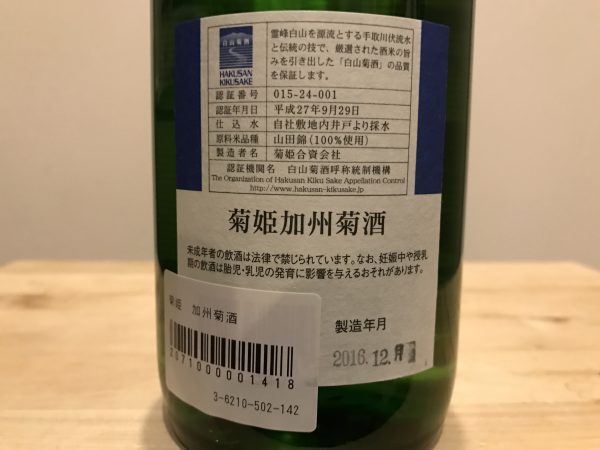 白山菊酒
HAKUSAN
KIKUSAKE
霊峰白山を源流とする手取川伏流水
と伝統の技で、厳選された酒米の旨
みを引き出した「白山菊酒」の品質
を保証します。
認証番号 015-24-001
認証年月日 平成27年9月29日
仕込水 自社敷地内井戸より採水
原料米品種 山田錦(100%使用)
製造者名 菊姫合資会社
認証機関名 白山菊酒呼称統制機構
The Organization of Hakusan Kiku Sake Appellation Control
http://www.hakusan-kikusake.jp
菊姫加州菊酒
未成年者の飲酒は法律で禁じられています。なお、妊娠中や授乳
期の飲酒は胎児・乳児の発育に影響を与えるおそれがあります。
製造年月
2016.12.月
菊姫 加州菊酒
2071000001418
3-6210-502-142